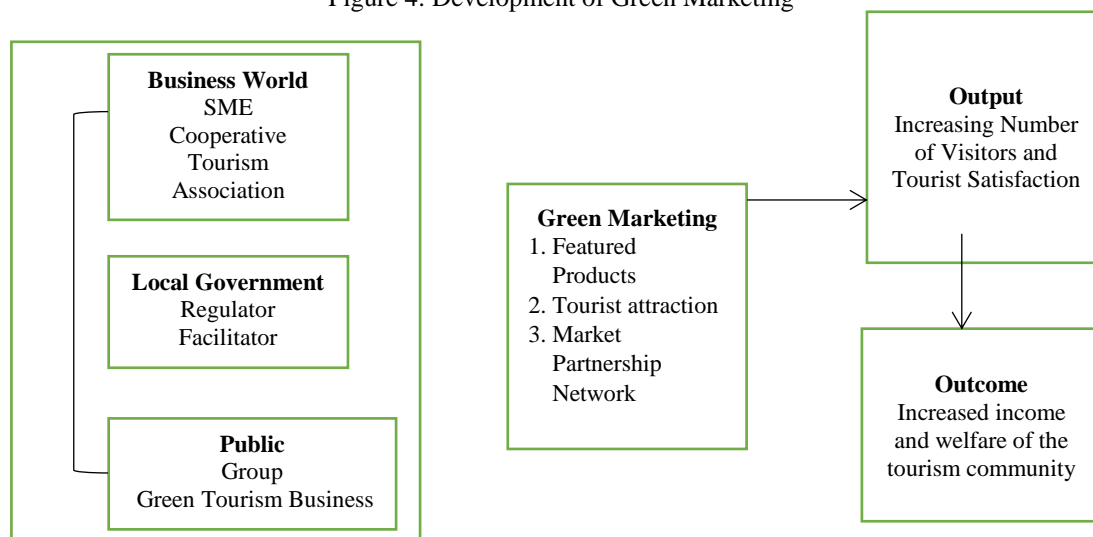 Figure 4. Development of Green Marketing
Business World
SME
Cooperative
Tourism
Association
Local Government
Regulator
Facilitator
Public
Group
Green Tourism Business
Green Marketing
1. Featured
Products
2. Tourist attraction
3. Market
Partnership
Network
Output
Increasing Number
of Visitors and
Tourist Satisfaction
Outcome
Increased income
and welfare of the
tourism community